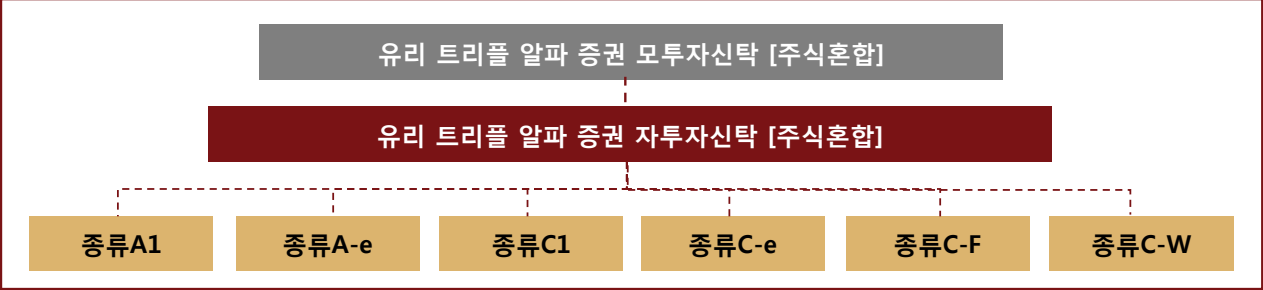 유리 트리플 알파 증권 모투자신탁 [주식혼합]
유리 트리플 알파 증권 자투자신탁 [주식혼합]
종류A1 종류A-e 종류C1 종류C-e 종류C-F 종류C-W